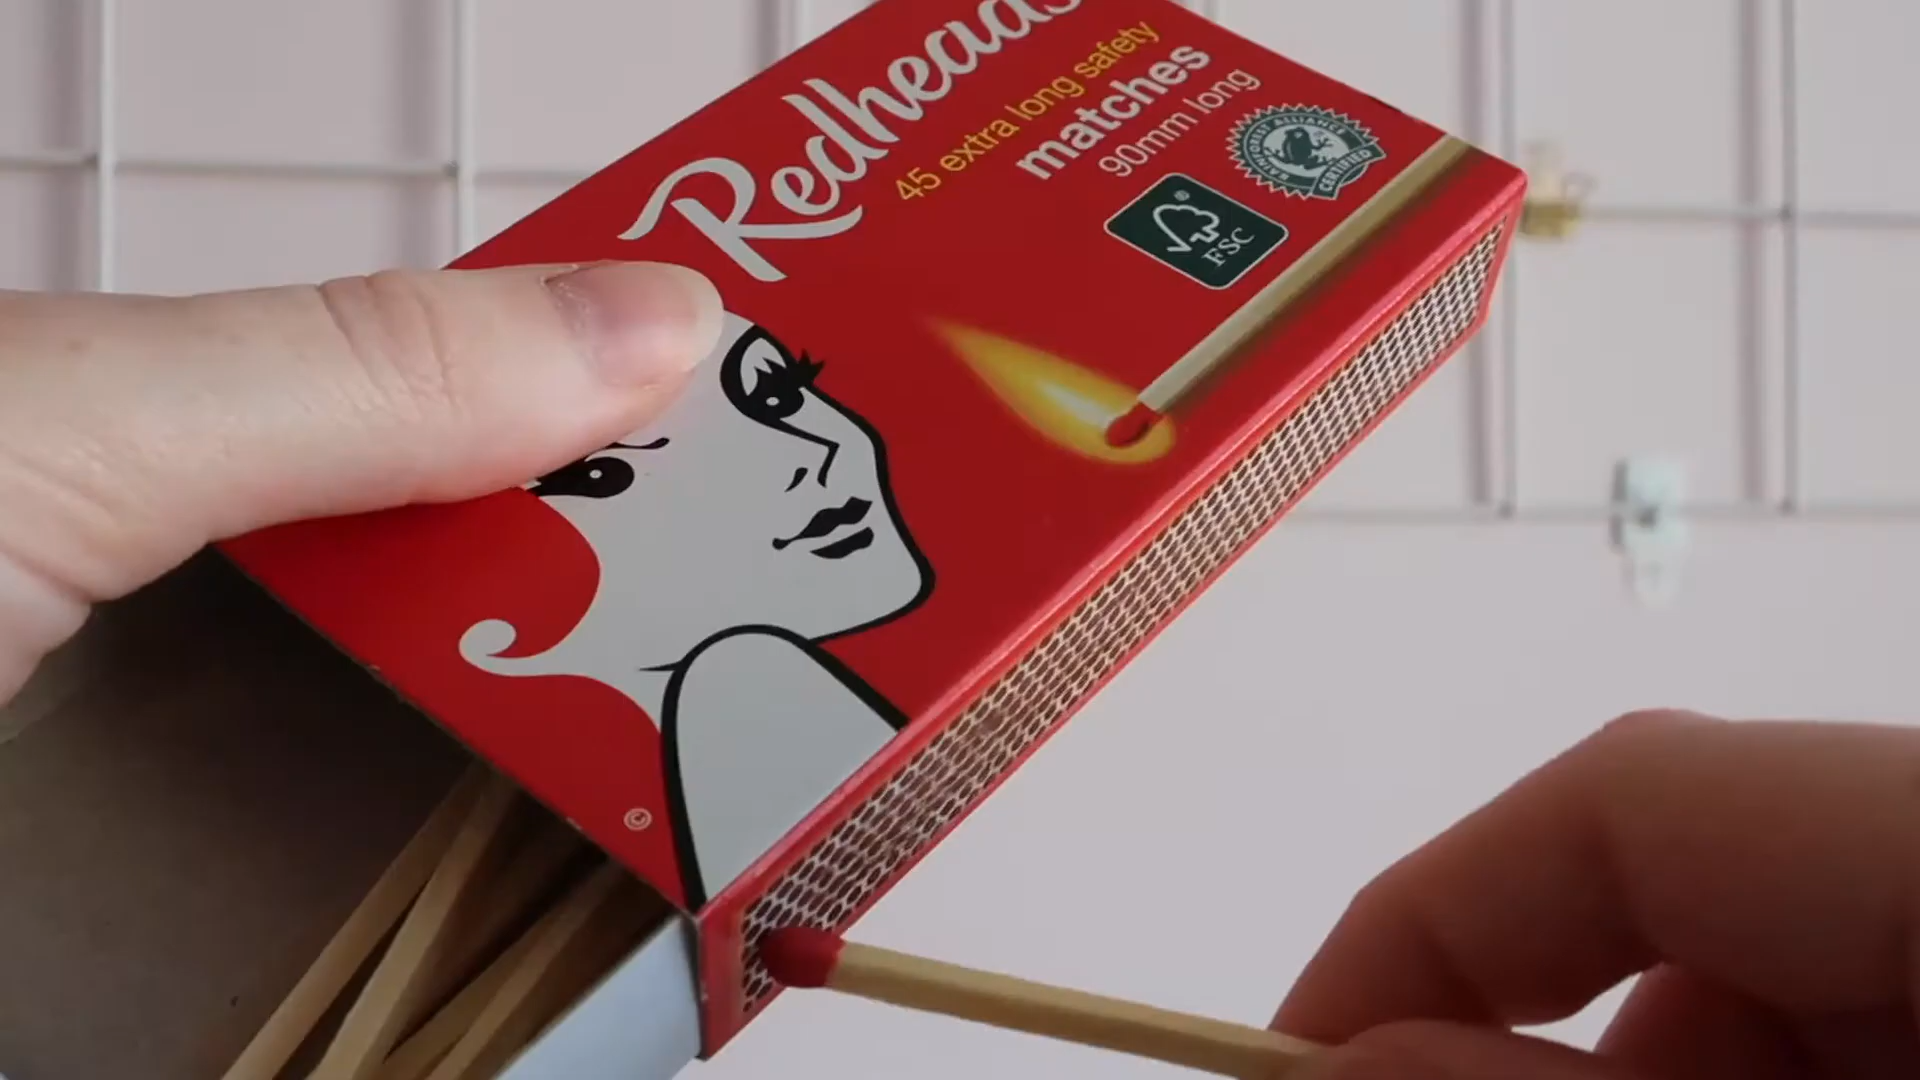 Redheads
45 extra long safety
matches
90mm long
RAINFOREST ALLIANCE
CERTIFIED
®
FSC
©